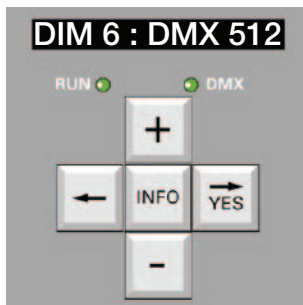 DIM 6 : DMX 512
RUN DMX
+
← INFO → YES
-